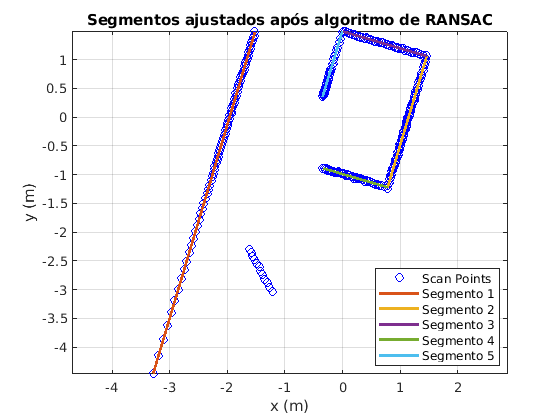 Segmentos ajustados após algoritmo de RANSAC
y (m)
1
0.5
0
-0.5
-1
-1.5
-2
-2.5
-3
-3.5
-4
Scan Points
Segmento 1
Segmento 2
Segmento 3
Segmento 4
Segmento 5
-4 -3 -2 -1 0 1 2
x (m)